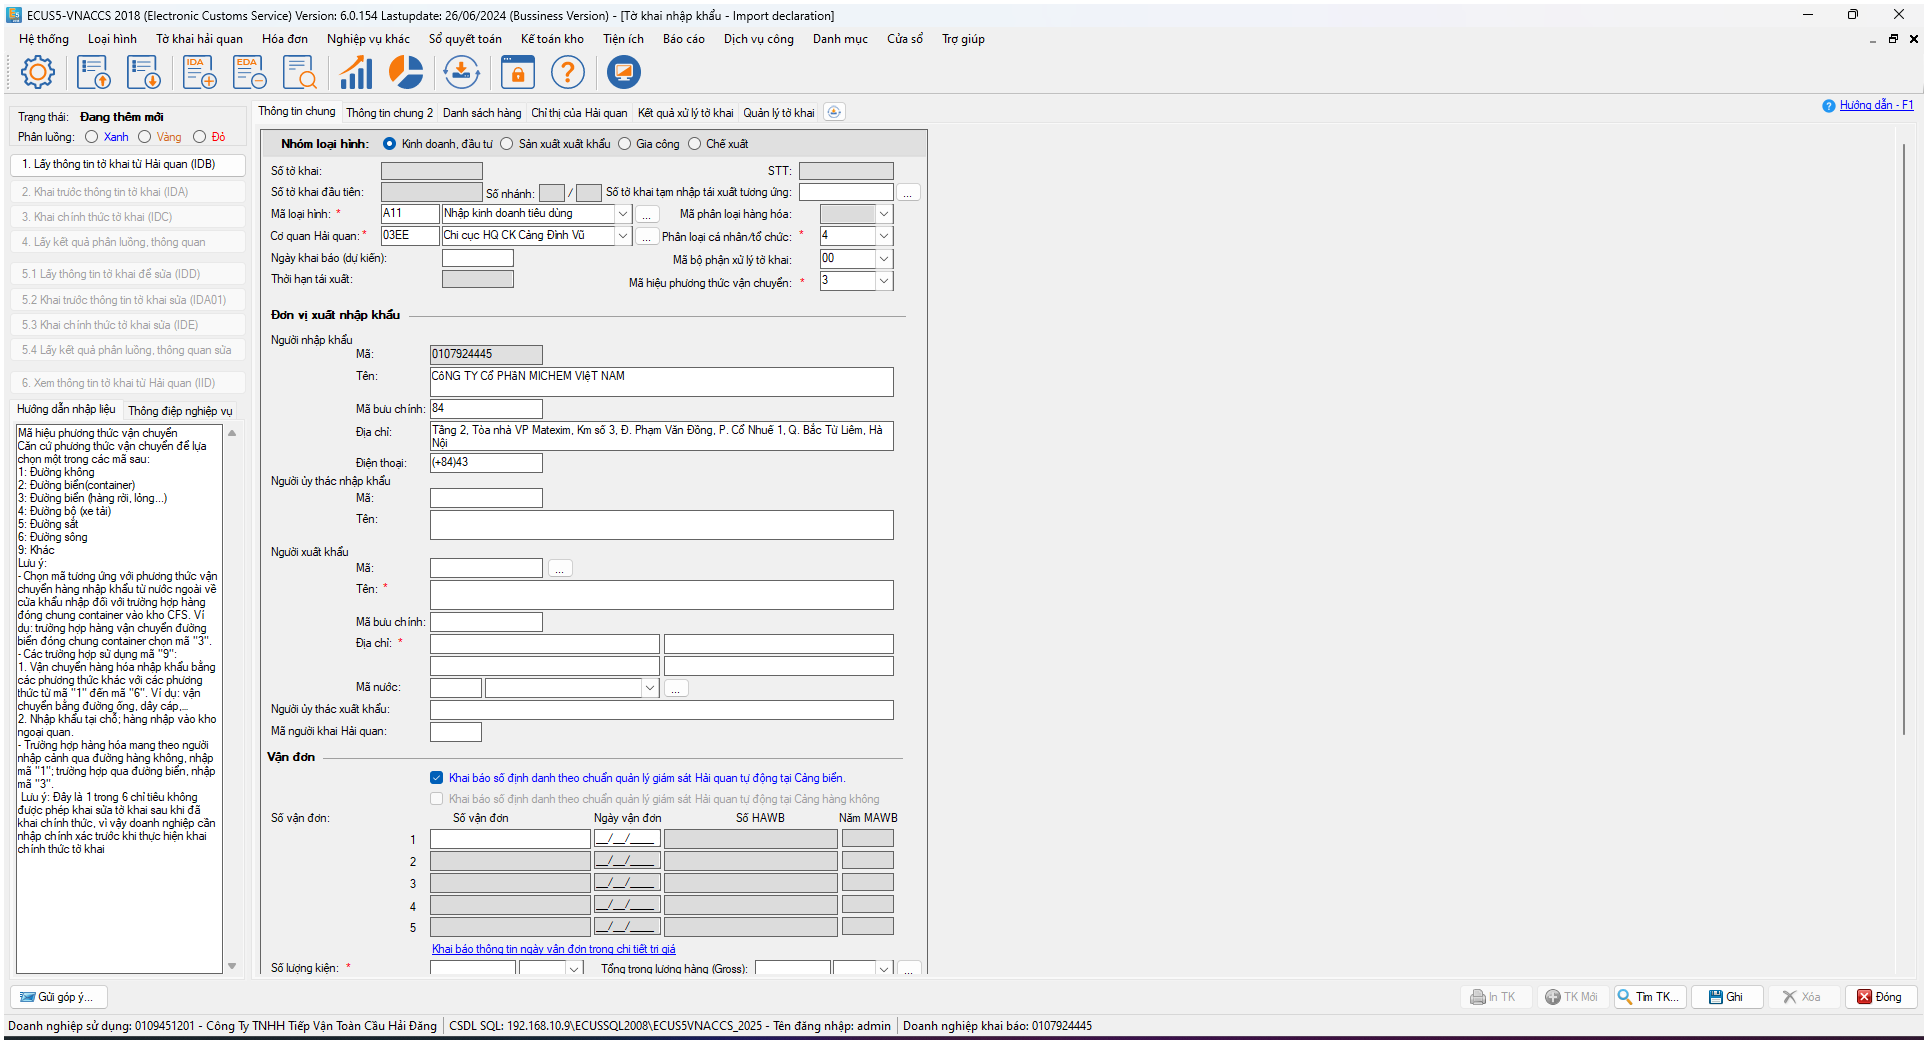 ECUS5-VNACCS 2018 (Electronic Customs Service) Version: 6.0.154 Lastupdate: 26/06/2024 (Bussiness Version) - [Tờ khai nhập khẩu - Import declaration]
Hệ thống Loại hình Tờ khai hải quan Hóa đơn Nghiệp vụ khác Sổ quyết toán Kế toán kho Tiện ích Báo cáo Dịch vụ công Danh mục Cửa sổ Trợ giúp
IDA EDA
Trạng thái: Đang thêm mới
Phân luồng: Xanh Vàng Đỏ
1. Lấy thông tin tờ khai từ Hải quan (IDB)
2. Khai trước thông tin tờ khai (IDA)
3. Khai chính thức tờ khai (IDC)
4. Lấy kết quả phân luồng, thông quan
5.1 Lấy thông tin tờ khai để sửa (IDD)
5.2 Khai trước thông tin tờ khai sửa (IDA01)
5.3 Khai chính thức tờ khai sửa (IDE)
5.4 Lấy kết quả phân luồng, thông quan sửa
6. Xem thông tin tờ khai từ Hải quan (IID)
Hướng dẫn nhập liệu Thông điệp nghiệp vụ
Mã hiệu phương thức vận chuyển
Căn cứ phương thức vận chuyển để lựa
chọn một trong các mã sau:
1: Đường không
2: Đường biển(container)
3: Đường biển (hàng rời, lỏng...)
4: Đường bộ (xe tải)
5: Đường sắt
6: Đường sông
9: Khác
Lưu ý:
- Chọn mã tương ứng với phương thức vận
chuyển hàng nhập khẩu từ nước ngoài về
cửa khẩu nhập đối với trường hợp hàng
đóng chung container vào kho CFS. Ví
dụ: trường hợp hàng vận chuyển đường
biển đóng chung container chọn mã "3".
- Các trường hợp sử dụng mã "9":
1. Vận chuyển hàng hóa nhập khẩu bằng
các phương thức khác với các phương
thức từ mã "1" đến mã "6". Ví dụ: vận
chuyển bằng đường ống, dây cáp,...
2. Nhập khẩu tại chỗ; hàng nhập vào kho
ngoại quan.
- Trường hợp hàng hóa mang theo người
nhập cảnh qua đường hàng không, nhập
mã "1"; trường hợp qua đường biển, nhập
mã "3".
Lưu ý: Đây là 1 trong 6 chỉ tiêu không
được phép khai sửa tờ khai sau khi đã
khai chính thức, vì vậy doanh nghiệp cần
nhập chính xác trước khi thực hiện khai
chính thức tờ khai
Thông tin chung Thông tin chung 2 Danh sách hàng Chỉ thị của Hải quan Kết quả xử lý tờ khai Quản lý tờ khai
Hướng dẫn - F1
Nhóm loại hình: Kinh doanh, đầu tư Sản xuất xuất khẩu Gia công Chế xuất
Số tờ khai: STT:
Số tờ khai đầu tiên: Số nhánh: / Số tờ khai tạm nhập tái xuất tương ứng: ...
Mã loại hình: * A11 Nhập kinh doanh tiêu dùng ... Mã phân loại hàng hóa:
Cơ quan Hải quan: * 03EE Chi cục HQ CK Cảng Đình Vũ ... Phân loại cá nhân/tổ chức: * 4
Ngày khai báo (dự kiến): Mã bộ phận xử lý tờ khai: 00
Thời hạn tái xuất: Mã hiệu phương thức vận chuyển: * 3
Đơn vị xuất nhập khẩu
Người nhập khẩu
Mã: 0107924445
Tên: CôNG TY Cổ PHầN MICHEM VIệT NAM
Mã bưu chính: 84
Địa chỉ: Tầng 2, Tòa nhà VP Matexim, Km số 3, Đ. Phạm Văn Đồng, P. Cổ Nhuế 1, Q. Bắc Từ Liêm, Hà
Nội
Điện thoại: (+84)43
Người ủy thác nhập khẩu
Mã:
Tên:
Người xuất khẩu
Mã: ...
Tên: *
Mã bưu chính:
Địa chỉ: *
Mã nước: ...
Người ủy thác xuất khẩu:
Mã người khai Hải quan:
Vận đơn
Khai báo số định danh theo chuẩn quản lý giám sát Hải quan tự động tại Cảng biển.
Khai báo số định danh theo chuẩn quản lý giám sát Hải quan tự động tại Cảng hàng không
Số vận đơn: Số vận đơn Ngày vận đơn Số HAWB Năm MAWB
1 __/__/____
2 __/__/____
3 __/__/____
4 __/__/____
5 __/__/____
Khai báo thông tin ngày vận đơn trong chi tiết trị giá
Số lượng kiện: * Tổng trọng lượng hàng (Gross): ...
Gửi góp ý... In TK TK Mới Tìm TK... Ghi Xóa Đóng
Doanh nghiệp sử dụng: 0109451201 - Công Ty TNHH Tiếp Vận Toàn Cầu Hải Đăng CSDL SQL: 192.168.10.9\ECUSSQL2008\ECUS5VNACCS_2025 - Tên đăng nhập: admin Doanh nghiệp khai báo: 0107924445